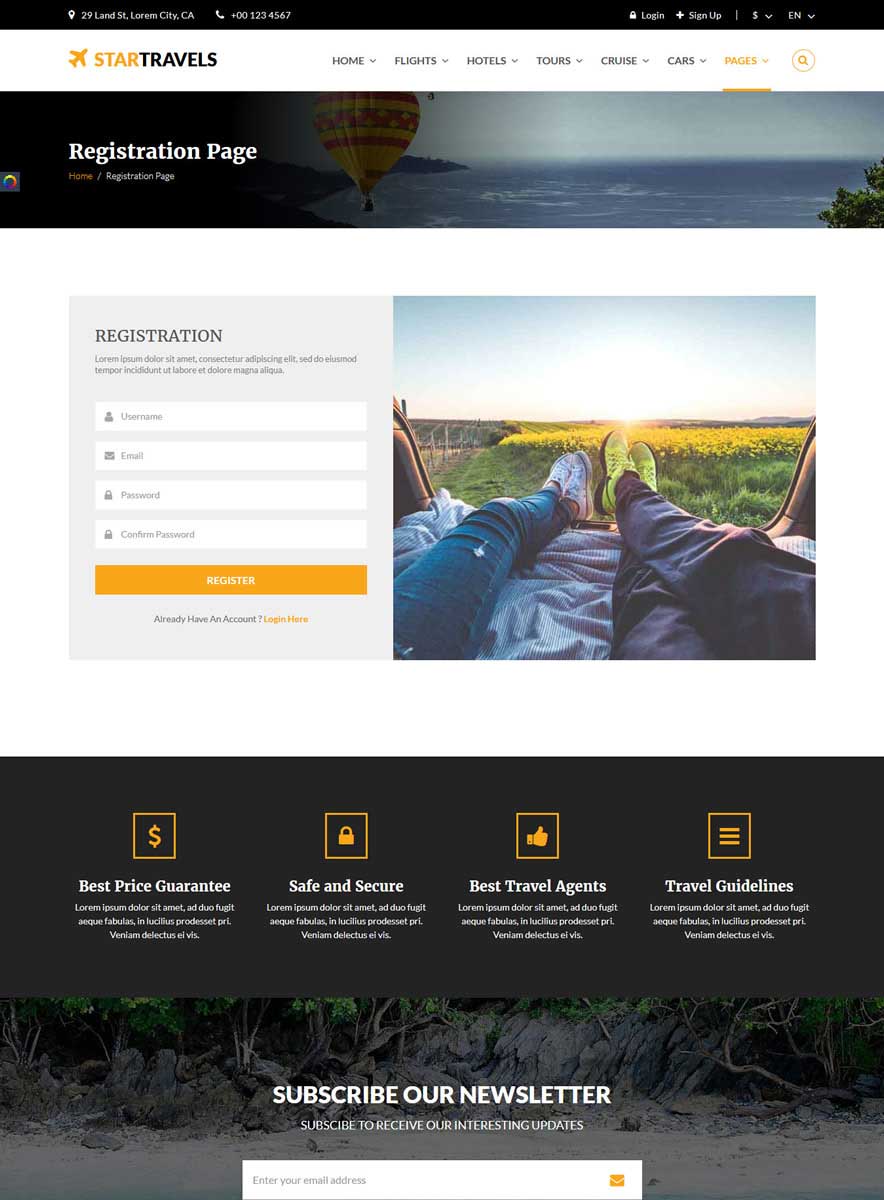 29 Land St, Lorem City, CA +00 123 4567 Login Sign Up | $ EN
STARTRAVELS HOME FLIGHTS HOTELS TOURS CRUISE CARS PAGES
Registration Page
Home / Registration Page
REGISTRATION
Lorem ipsum dolor sit amet, consectetur adipiscing elit, sed do eiusmod
tempor incididunt ut labore et dolore magna aliqua.
Username
Email
Password
Confirm Password
REGISTER
Already Have An Account ? Login Here
$
Best Price Guarantee
Lorem ipsum dolor sit amet, ad duo fugit
aeque fabulas, in lucilius prodesset pri.
Veniam delectus ei vis.
Safe and Secure
Lorem ipsum dolor sit amet, ad duo fugit
aeque fabulas, in lucilius prodesset pri.
Veniam delectus ei vis.
Best Travel Agents
Lorem ipsum dolor sit amet, ad duo fugit
aeque fabulas, in lucilius prodesset pri.
Veniam delectus ei vis.
Travel Guidelines
Lorem ipsum dolor sit amet, ad duo fugit
aeque fabulas, in lucilius prodesset pri.
Veniam delectus ei vis.
SUBSCRIBE OUR NEWSLETTER
SUBSCIBE TO RECEIVE OUR INTERESTING UPDATES
Enter your email address